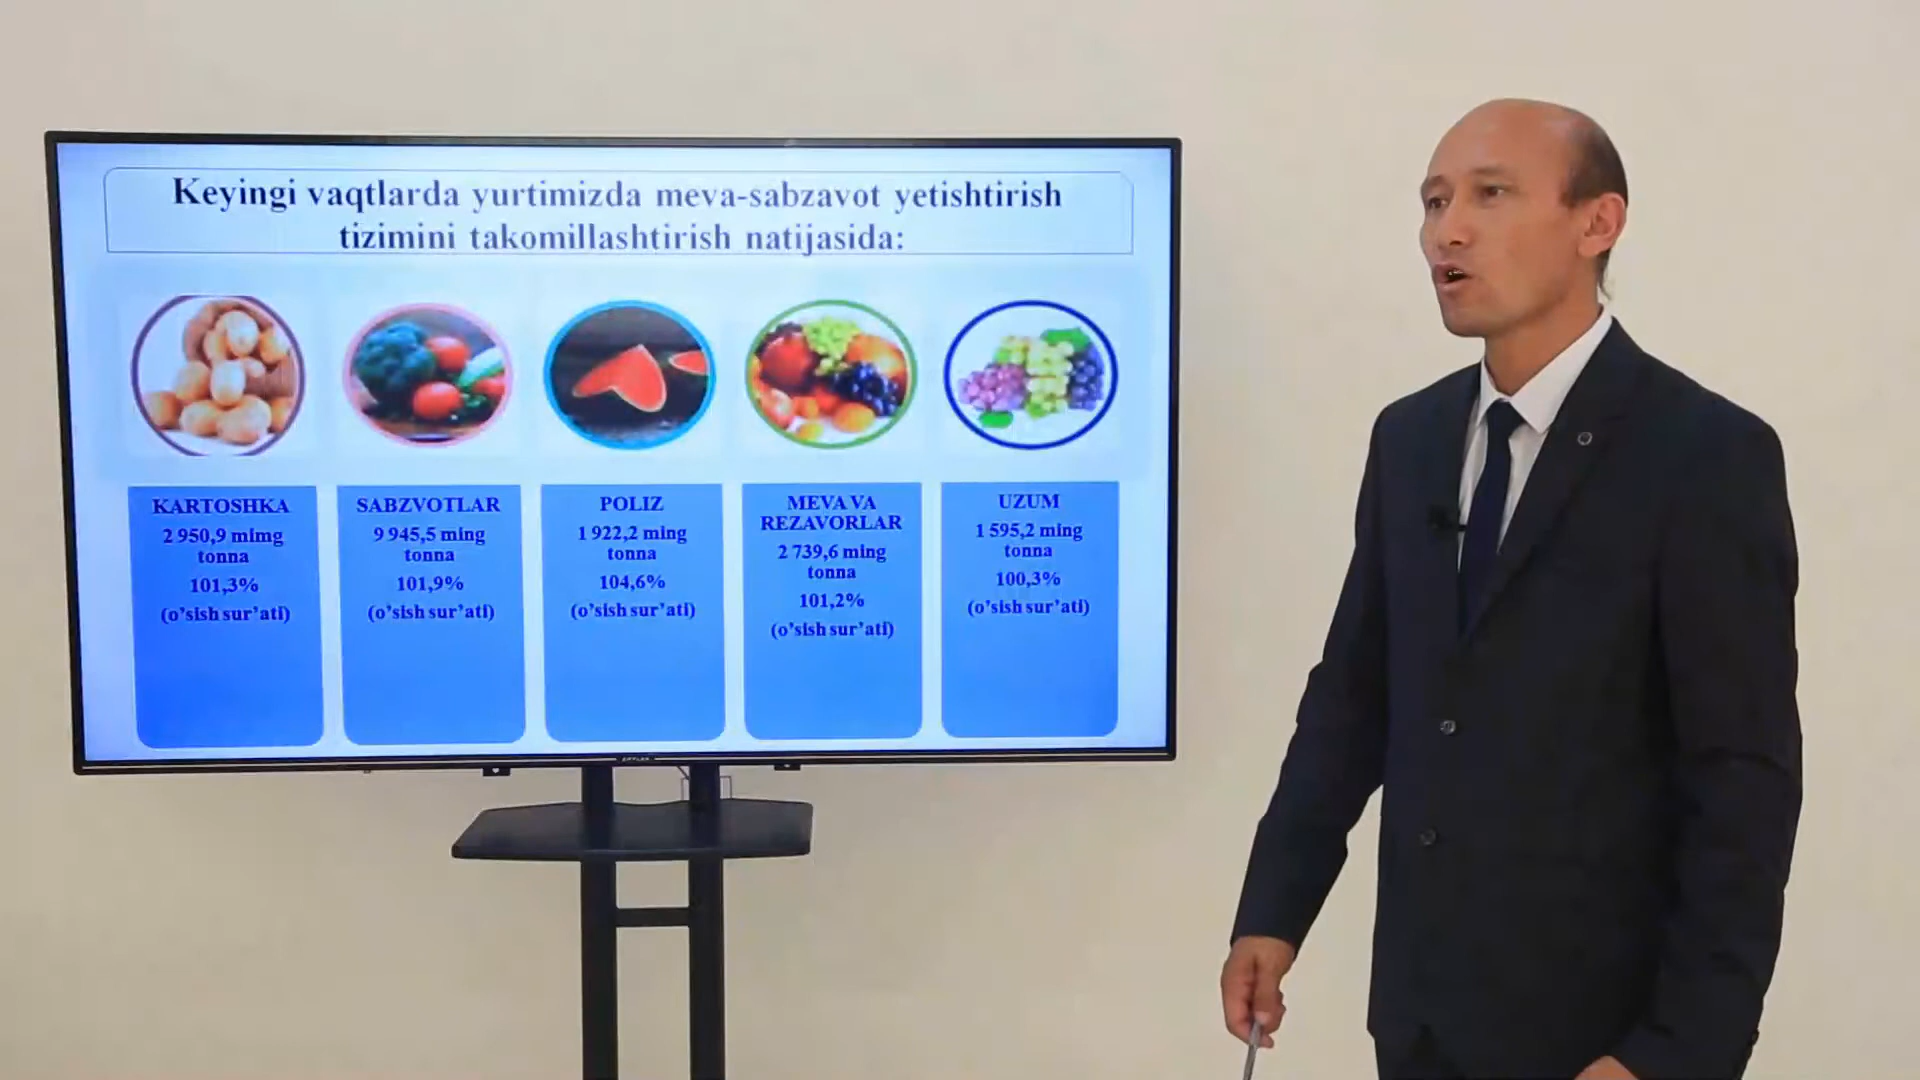 Keyingi vaqtlarda yurtimizda meva-sabzavot yetishtirish
tizimini takomillashtirish natijasida:
KARTOSHKA
2 950,9 mimg
tonna
101,3%
(o’sish sur’ati)
SABZVOTLAR
9 945,5 ming
tonna
101,9%
(o’sish sur’ati)
POLIZ
1 922,2 ming
tonna
104,6%
(o’sish sur’ati)
MEVA VA
REZAVORLAR
2 739,6 ming
tonna
101,2%
(o’sish sur’ati)
UZUM
1 595,2 ming
tonna
100,3%
(o’sish sur’ati)